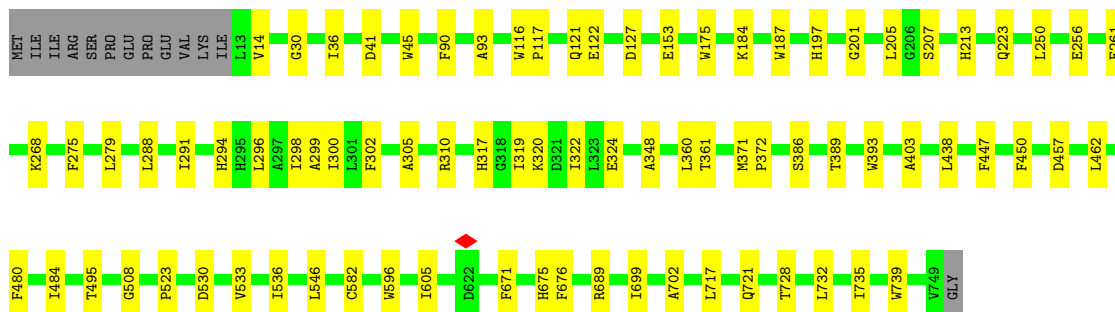 MET ILE ILE ARG SER PRO GLU PRO GLU VAL LYS ILE L13 V14 G30 I36 D41 W45 F90 A93 W116 P117 Q121 E122 D127 E153 W175 K184 W187 H197 G201 L205 G206 S207 H213 Q223 L250 E256
K268 F275 L279 L288 I291 H294 H295 L296 A297 I298 A299 I300 L301 F302 A305 R310 H317 G318 I319 K320 D321 I322 L323 E324 A348 L360 T361 M371 P372 S386 T389 W393 A403 L438 F447 F450 D457 L462
F480 I484 T495 G508 P523 D530 V533 I536 L546 C582 W596 I605 D622 F671 H675 F676 R689 I699 A702 L717 Q721 T728 L732 I735 W739 V749 GLY